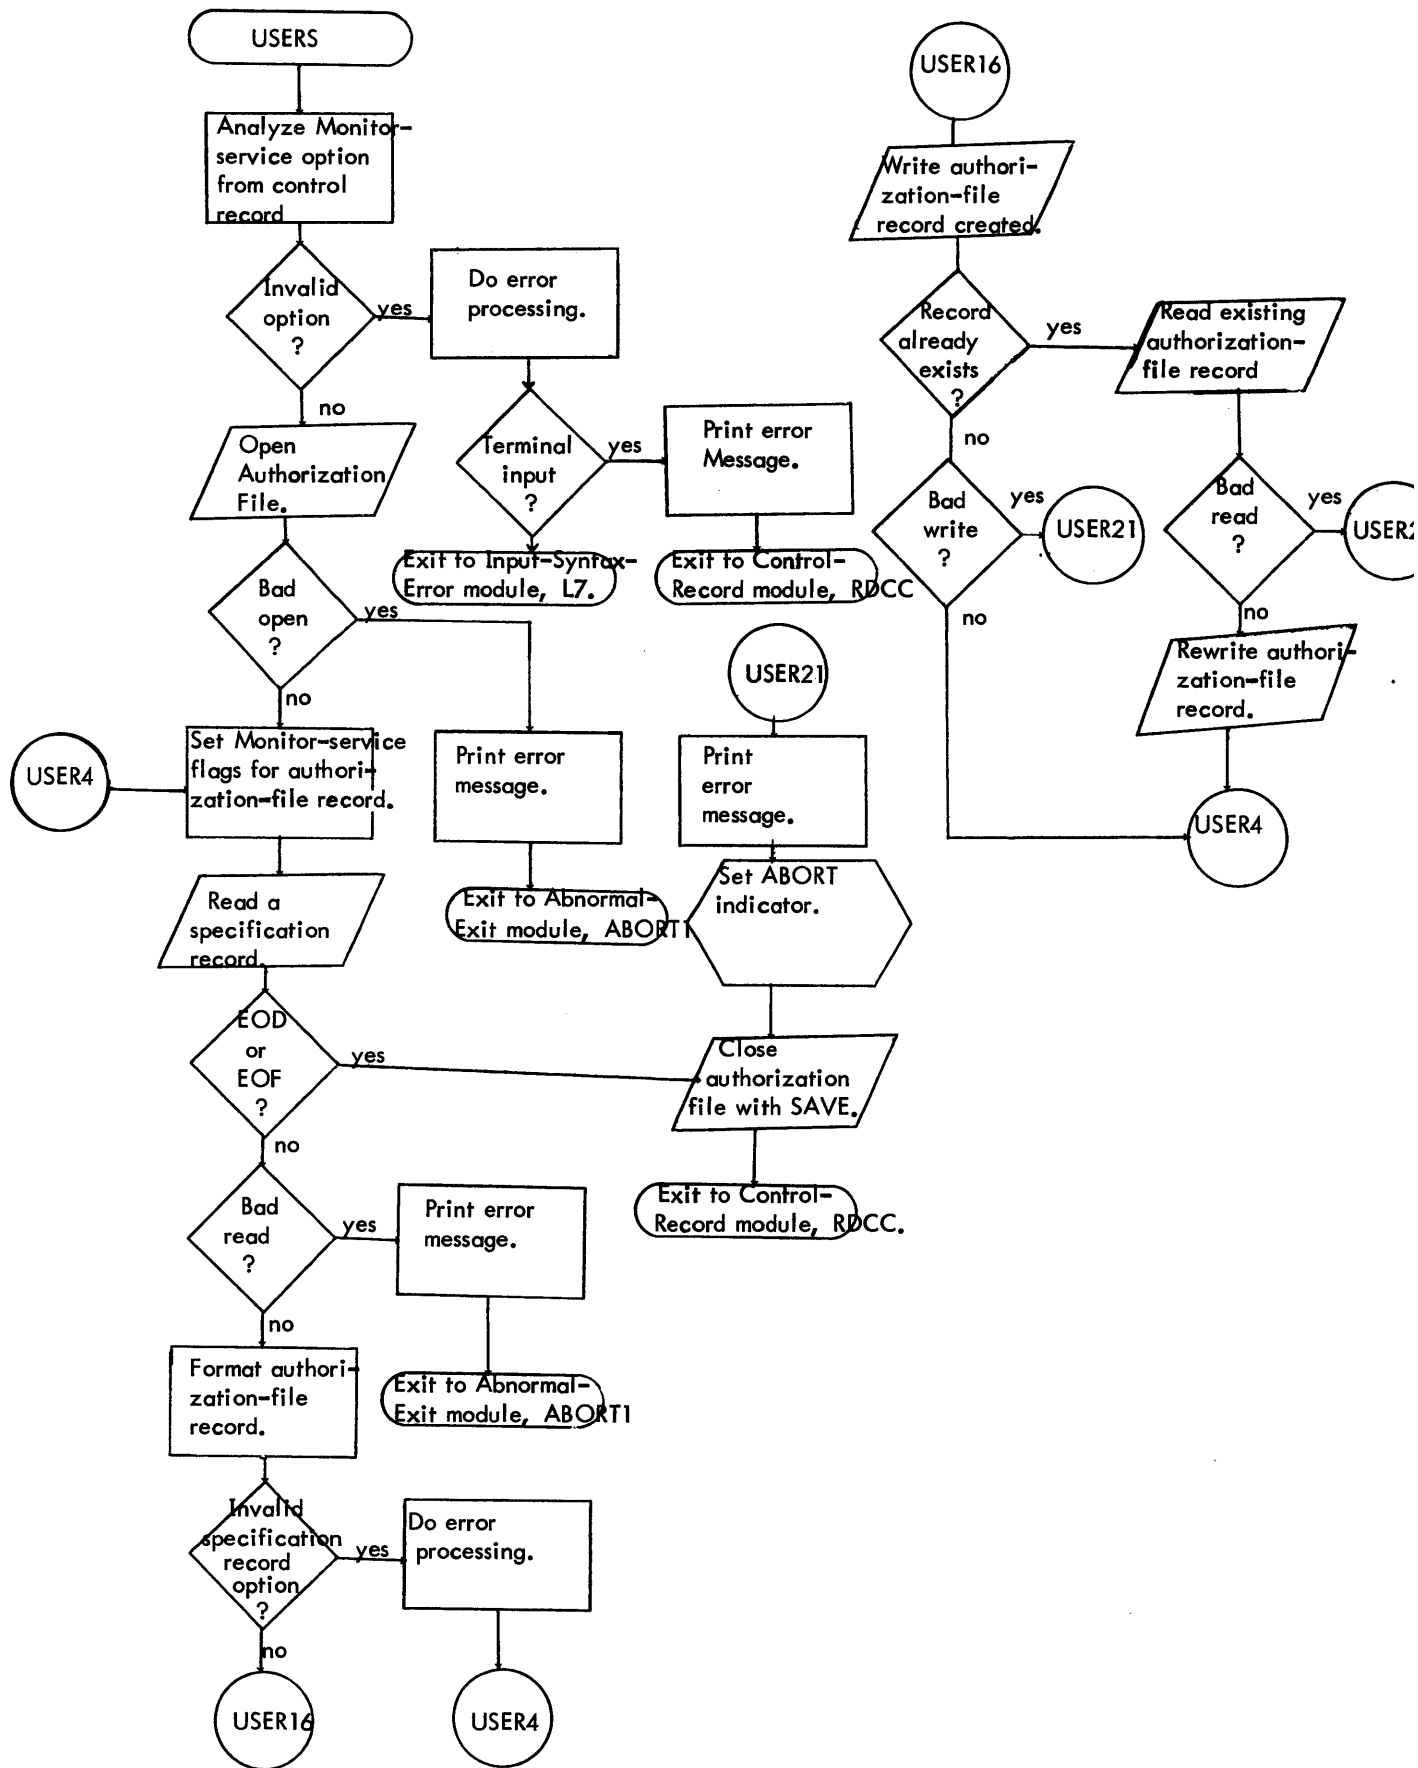 USERS
Analyze Monitor-
service option
from control
record
Invalid
option
?
yes
no
Do error
processing.
Terminal
input
?
yes
Print error
Message.
Exit to Input-Syntax-
Error module, L7.
Exit to Control-
Record module, RDCC
Open
Authorization
File.
Bad
open
?
yes
no
USER4
Set Monitor-service
flags for authori-
zation-file record.
Print error
message.
Exit to Abnormal-
Exit module, ABORT1
Read a
specification
record.
EOD
or
EOF
?
yes
no
Bad
read
?
yes
no
Print error
message.
Exit to Abnormal-
Exit module, ABORT1
Format authori-
zation-file
record.
Invalid
specification
record
option
?
yes
no
Do error
processing.
USER16
USER4
USER21
Print
error
message.
Set ABORT
indicator.
Close
authorization
file with SAVE.
Exit to Control-
Record module, RDCC.
USER16
Write authori-
zation-file
record created.
Record
already
exists
?
yes
no
Read existing
authorization-
file record
Bad
write
?
yes
no
USER21
Bad
read
?
yes
no
Rewrite authori-
zation-file
record.
USER4